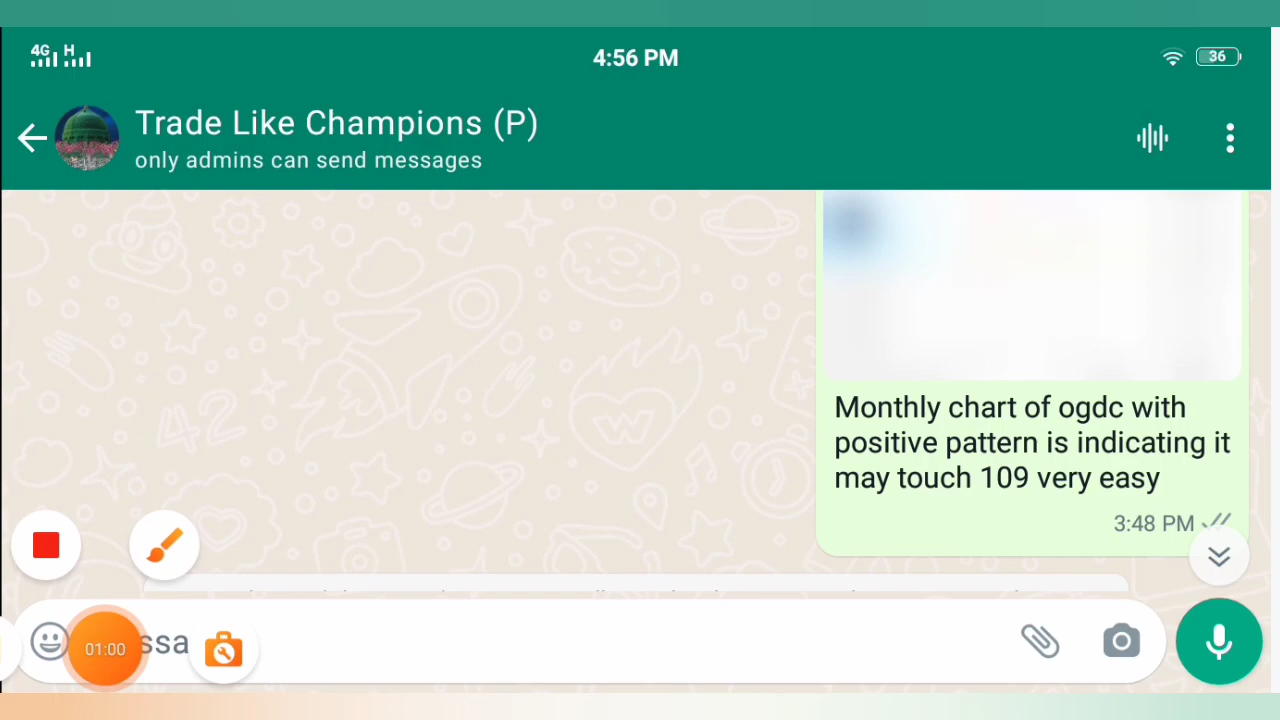 4G H 4:56 PM 36
Trade Like Champions (P)
only admins can send messages
Monthly chart of ogdc with
positive pattern is indicating it
may touch 109 very easy
3:48 PM
01:00 ssa